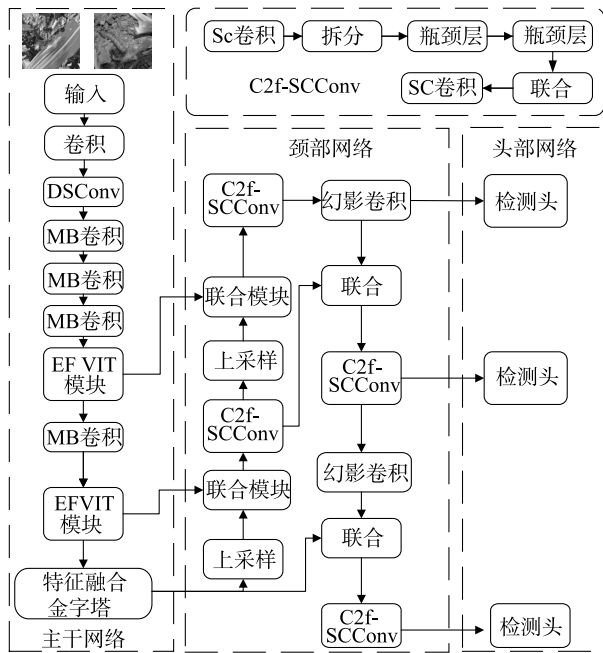 输入
卷积
DSConv
MB卷积
MB卷积
MB卷积
EF VIT
模块
MB卷积
EFVIT
模块
特征融合
金字塔
主干网络
Sc卷积
拆分
瓶颈层
瓶颈层
C2f-SCConv
SC卷积
联合
颈部网络
C2f-
SCConv
幻影卷积
联合模块
联合
上采样
C2f-
SCConv
C2f-
SCConv
联合模块
幻影卷积
上采样
联合
C2f-
SCConv
头部网络
检测头
检测头
检测头